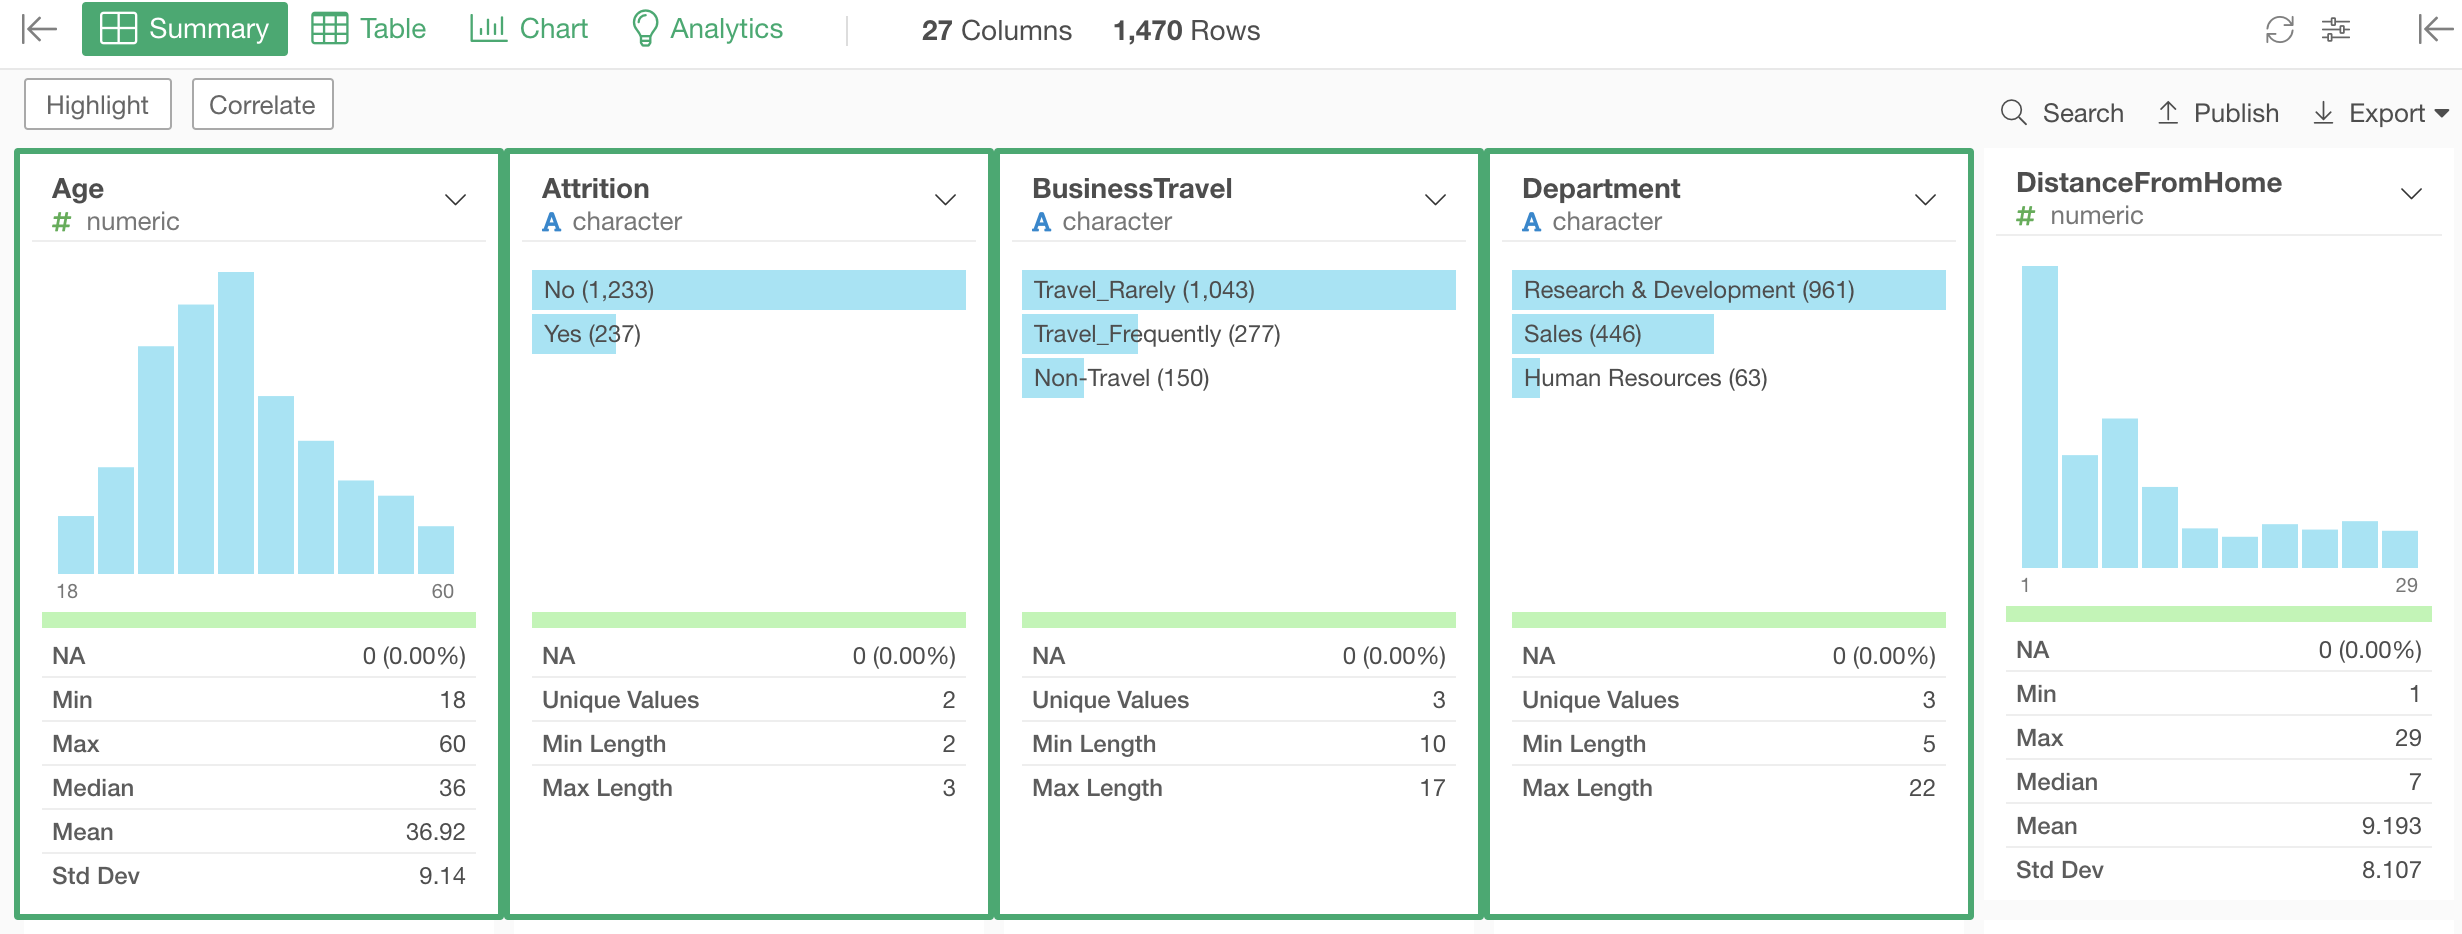 Summary Table Chart Analytics 27 Columns 1,470 Rows
Highlight Correlate Search Publish Export
Age
# numeric
18 60
NA 0 (0.00%)
Min 18
Max 60
Median 36
Mean 36.92
Std Dev 9.14
Attrition
A character
No (1,233)
Yes (237)
NA 0 (0.00%)
Unique Values 2
Min Length 2
Max Length 3
BusinessTravel
A character
Travel_Rarely (1,043)
Travel_Frequently (277)
Non-Travel (150)
NA 0 (0.00%)
Unique Values 3
Min Length 10
Max Length 17
Department
A character
Research & Development (961)
Sales (446)
Human Resources (63)
NA 0 (0.00%)
Unique Values 3
Min Length 5
Max Length 22
DistanceFromHome
# numeric
1 29
NA 0 (0.00%)
Min 1
Max 29
Median 7
Mean 9.193
Std Dev 8.107